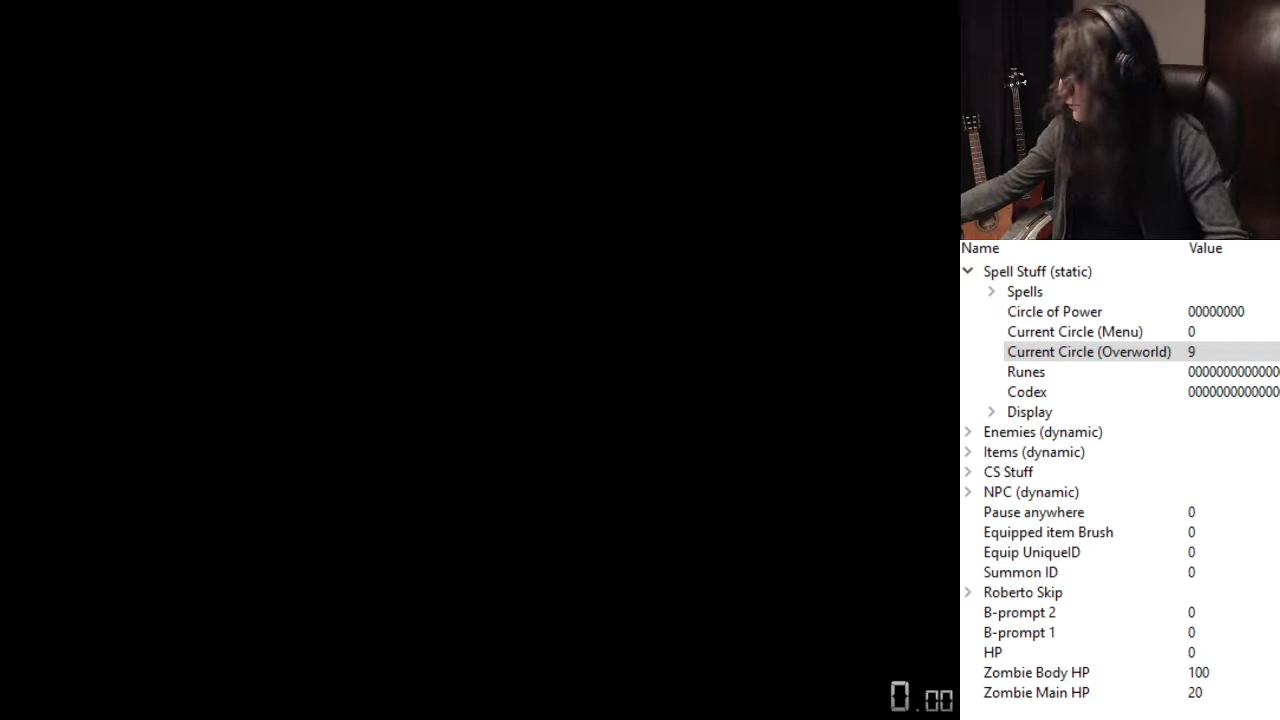 Name Value
Spell Stuff (static)
Spells
Circle of Power 00000000
Current Circle (Menu) 0
Current Circle (Overworld) 9
Runes 0000000000000
Codex 0000000000000
Display
Enemies (dynamic)
Items (dynamic)
CS Stuff
NPC (dynamic)
Pause anywhere 0
Equipped item Brush 0
Equip UniqueID 0
Summon ID 0
Roberto Skip
B-prompt 2 0
B-prompt 1 0
HP 0
Zombie Body HP 100
Zombie Main HP 20
0.00